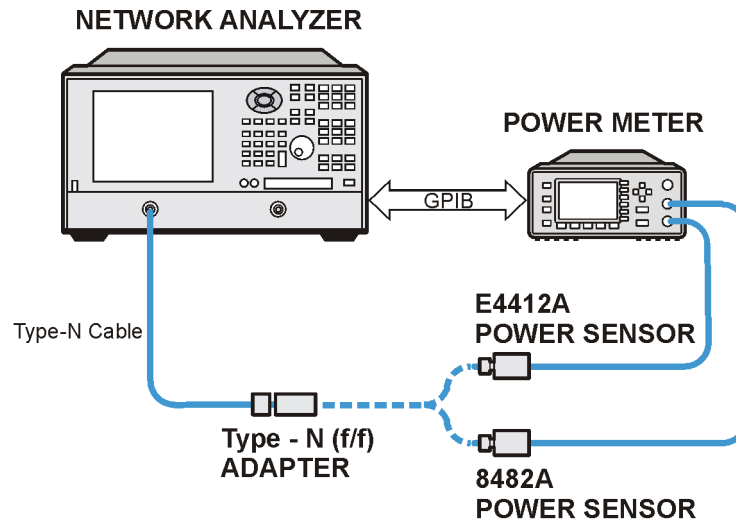 NETWORK ANALYZER
POWER METER
GPIB
E4412A
POWER SENSOR
Type-N Cable
Type - N (f/f)
ADAPTER
8482A
POWER SENSOR